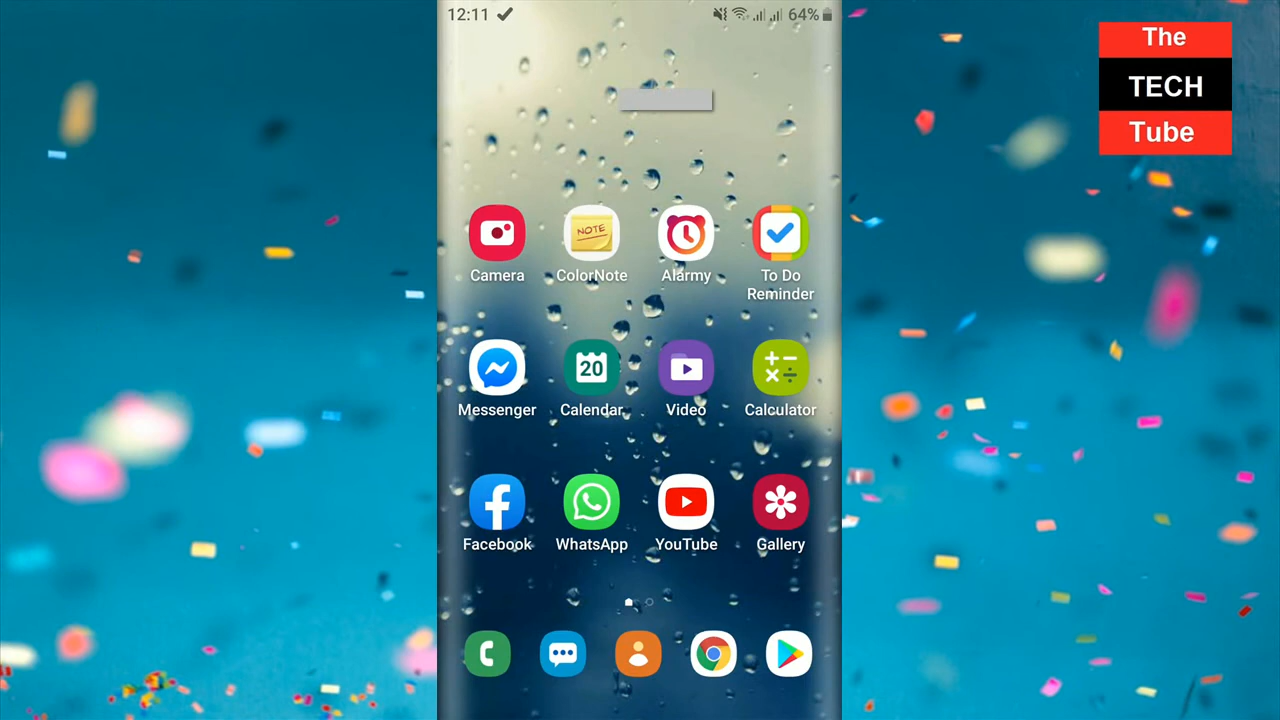 12:11
64%
The
TECH
Tube
NOTE
Camera
ColorNote
Alarmy
To Do
Reminder
20
Messenger
Calendar
Video
Calculator
Facebook
WhatsApp
YouTube
Gallery